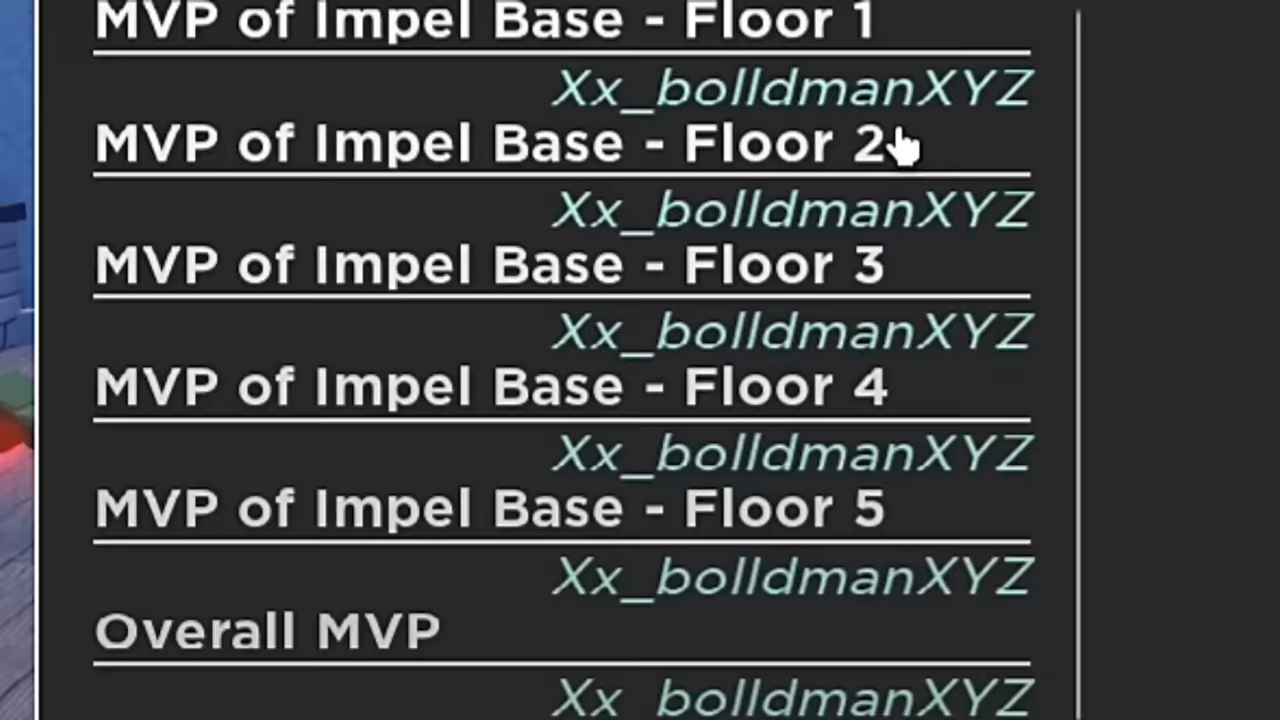 MVP of Impel Base - Floor 1
Xx_bolldmanXYZ
MVP of Impel Base - Floor 2
Xx_bolldmanXYZ
MVP of Impel Base - Floor 3
Xx_bolldmanXYZ
MVP of Impel Base - Floor 4
Xx_bolldmanXYZ
MVP of Impel Base - Floor 5
Xx_bolldmanXYZ
Overall MVP
Xx_bolldmanXYZ